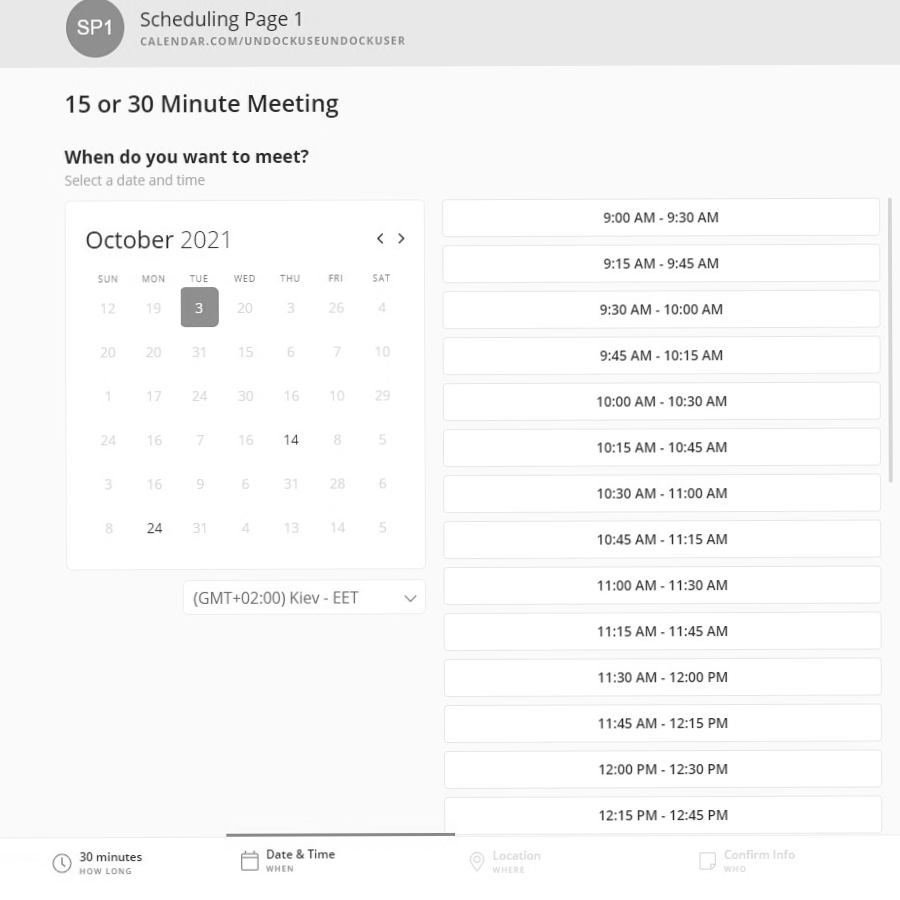 SP1
Scheduling Page 1
CALENDAR.COM/UNDOCKUSEUNDOCKUSER
15 or 30 Minute Meeting
When do you want to meet?
Select a date and time
October 2021
SUN MON TUE WED THU FRI SAT
12 19 3 20 3 26 4
20 20 31 15 6 7 10
1 17 24 30 16 10 29
24 16 7 16 14 8 5
3 16 9 6 31 28 6
8 24 31 4 13 14 5
(GMT+02:00) Kiev - EET
9:00 AM - 9:30 AM
9:15 AM - 9:45 AM
9:30 AM - 10:00 AM
9:45 AM - 10:15 AM
10:00 AM - 10:30 AM
10:15 AM - 10:45 AM
10:30 AM - 11:00 AM
10:45 AM - 11:15 AM
11:00 AM - 11:30 AM
11:15 AM - 11:45 AM
11:30 AM - 12:00 PM
11:45 AM - 12:15 PM
12:00 PM - 12:30 PM
12:15 PM - 12:45 PM
30 minutes
HOW LONG
Date & Time
WHEN
Location
WHERE
Confirm Info
WHO